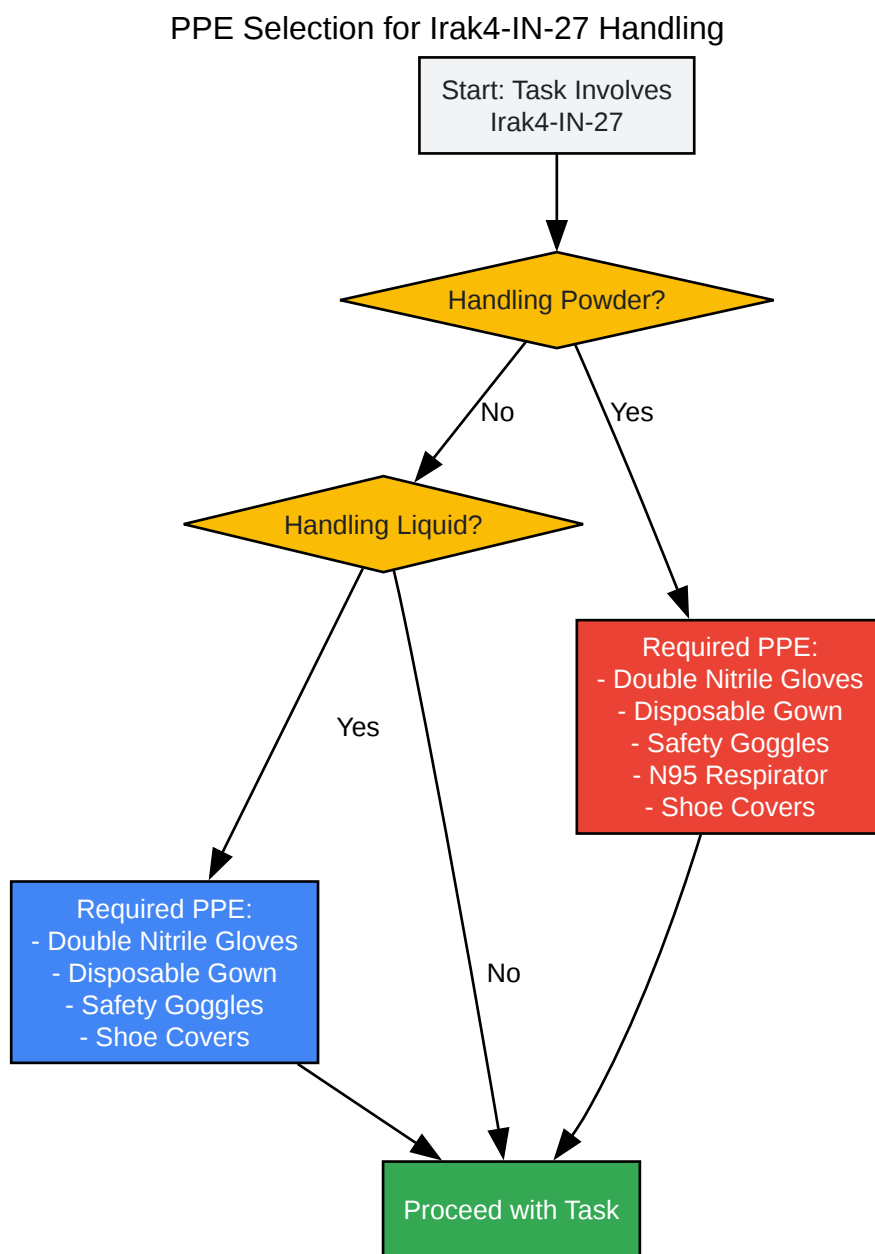 PPE Selection for Irak4-IN-27 Handling
Start: Task Involves
Irak4-IN-27
Handling Powder?
No
Yes
Handling Liquid?
Required PPE:
- Double Nitrile Gloves
- Disposable Gown
- Safety Goggles
- N95 Respirator
- Shoe Covers
Yes
No
Required PPE:
- Double Nitrile Gloves
- Disposable Gown
- Safety Goggles
- Shoe Covers
Proceed with Task